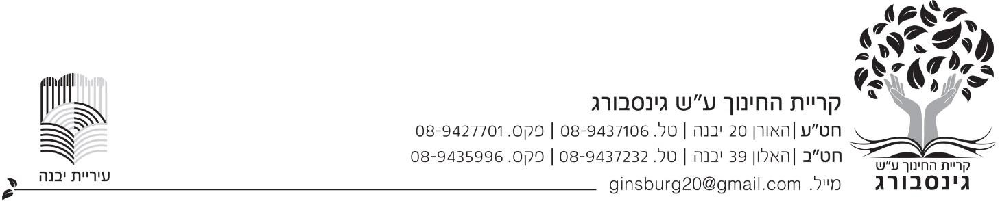 קריית החינוך ע"ש גינסבורג
חט"ע | האורן 20 יבנה | טל. 08-9437106 | פקס. 08-9427701
חט"ב | האלון 39 יבנה | טל. 08-9437232 | פקס. 08-9435996
מייל. ginsburg20@gmail.com
קריית החינוך ע"ש
גינסבורג
עיריית יבנה